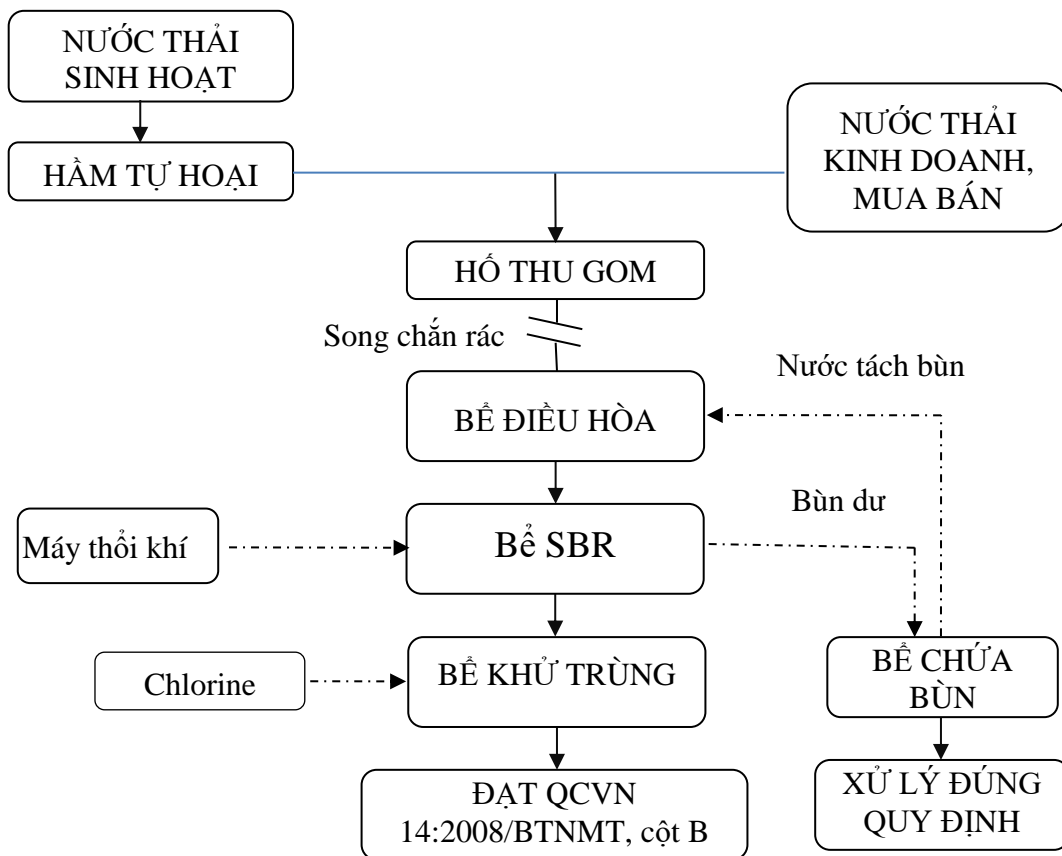 NƯỚC THẢI
SINH HOẠT
HẦM TỰ HOẠI
NƯỚC THẢI
KINH DOANH,
MUA BÁN
HỐ THU GOM
Song chắn rác
Nước tách bùn
BỂ ĐIỀU HÒA
Bùn dư
Máy thổi khí
Bể SBR
BỂ KHỬ TRÙNG
Chlorine
BỂ CHỨA
BÙN
ĐẠT QCVN
14:2008/BTNMT, cột B
XỬ LÝ ĐÚNG
QUY ĐỊNH